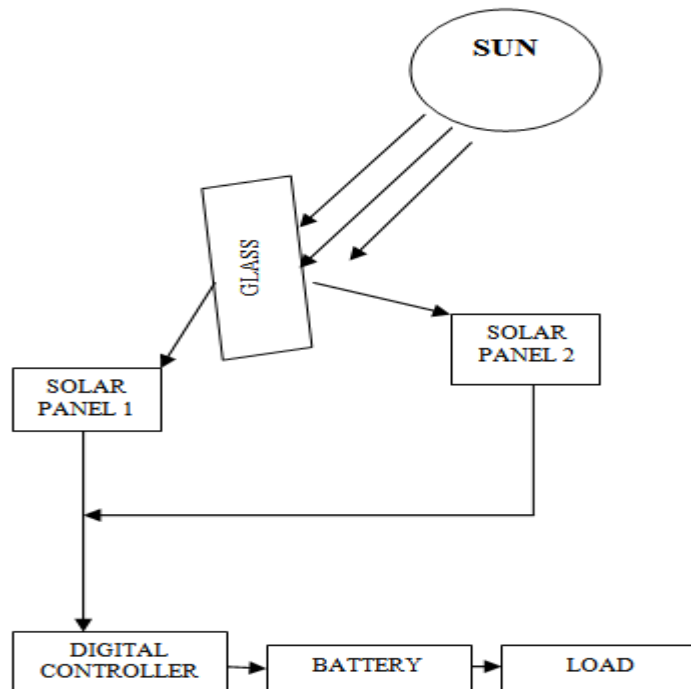 SUN
GLASS
SOLAR
PANEL 2
SOLAR
PANEL 1
DIGITAL
CONTROLLER
BATTERY
LOAD